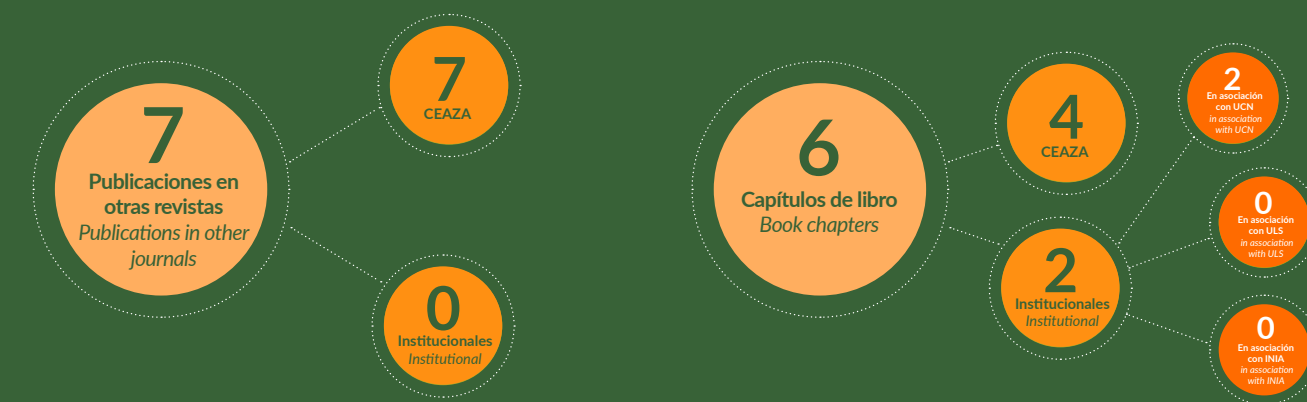 7
Publicaciones en
otras revistas
Publications in other
journals
7
CEAZA
0
Institucionales
Institutional
6
Capítulos de libro
Book chapters
4
CEAZA
2
Institucionales
Institutional
2
En asociación
con UCN
in association
with UCN
0
En asociación
con ULS
in association
with ULS
0
En asociación
con INIA
in association
with INIA